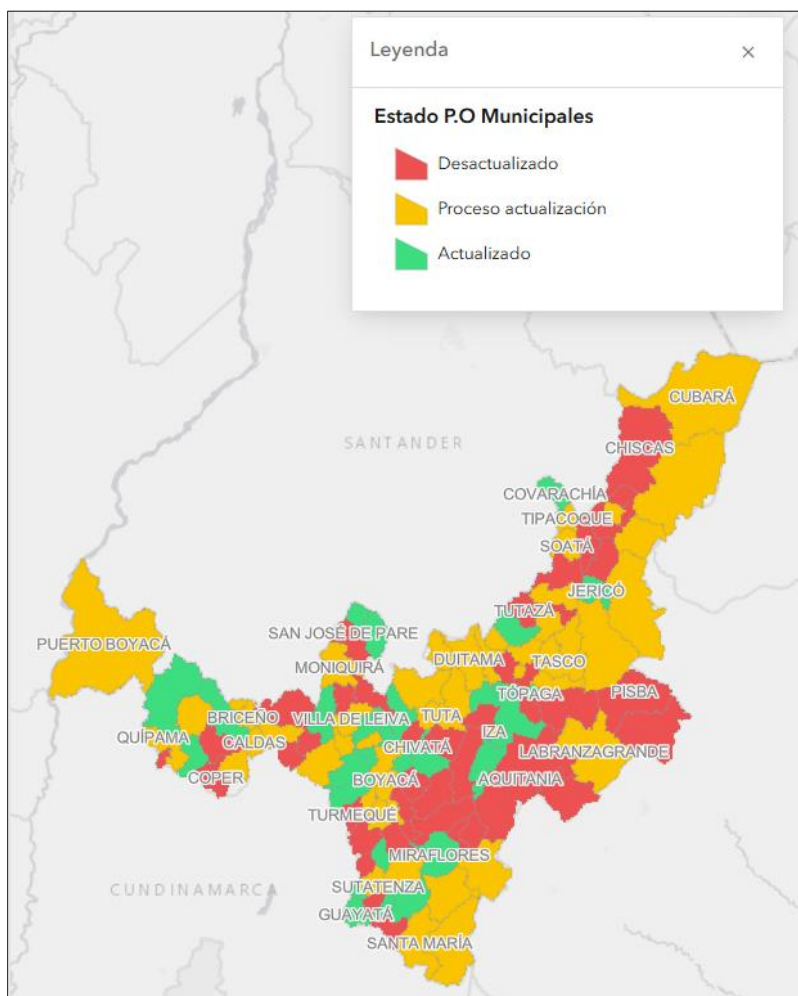 Leyenda ×
Estado P.O Municipales
Desactualizado
Proceso actualización
Actualizado
CUBARÁ
SANTANDER
CHISCAS
COVARACHÍA
TIPACOQUE
SOATÁ
JERICÓ
TUTAZÁ
SAN JOSÉ DE PARE
PUERTO BOYACÁ
MONIQUIRÁ
DUITAMA
TASCO
TÓPAGA
PISBA
BRICEÑO
VILLA DE LEIVA
TUTA
QUÍPAMA
CALDAS
CHIVATÁ
IZA
LABRANZAGRANDE
COPER
BOYACÁ
AQUITANIA
TURMEQUÉ
MIRAFLORES
CUNDINAMARCA
SUTATENZA
GUAYATÁ
SANTA MARÍA